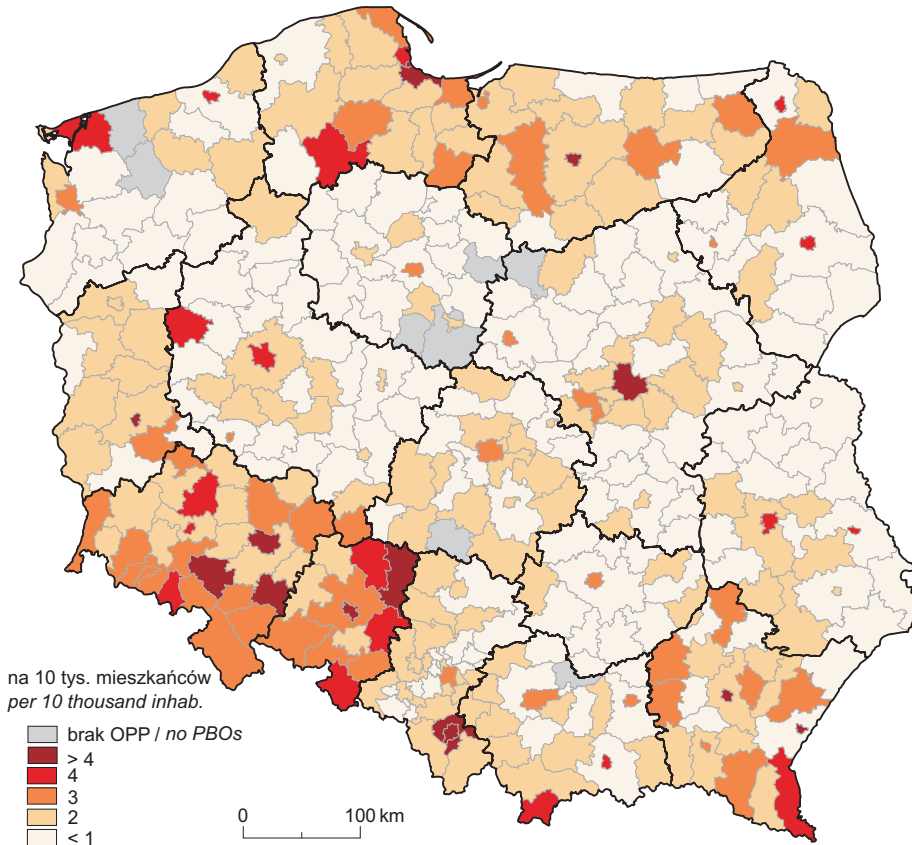 na 10 tys. mieszkańców
per 10 thousand inhab.
brak OPP / no PBOs
> 4
4
3
2
< 1
0 100 km